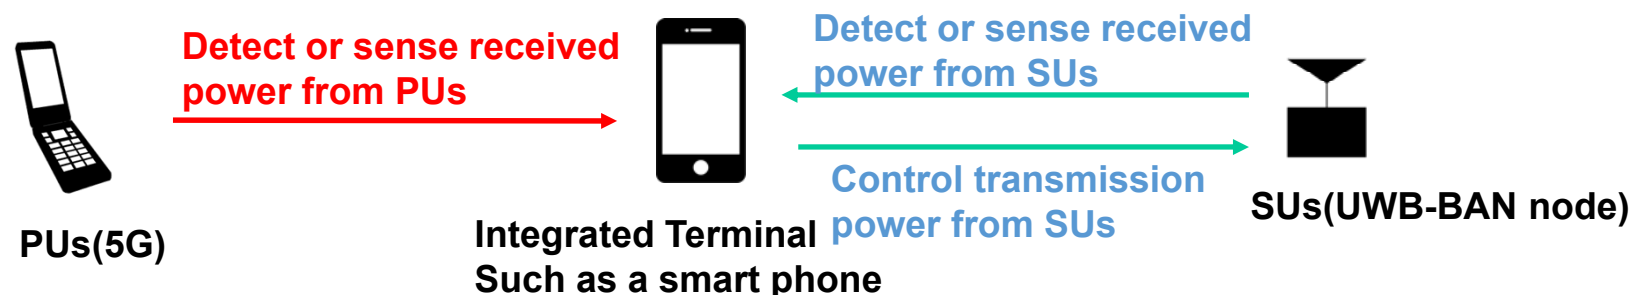 Detect or sense received
power from PUs
Detect or sense received
power from SUs
Control transmission
power from SUs
PUs(5G)
Integrated Terminal
Such as a smart phone
SUs(UWB-BAN node)